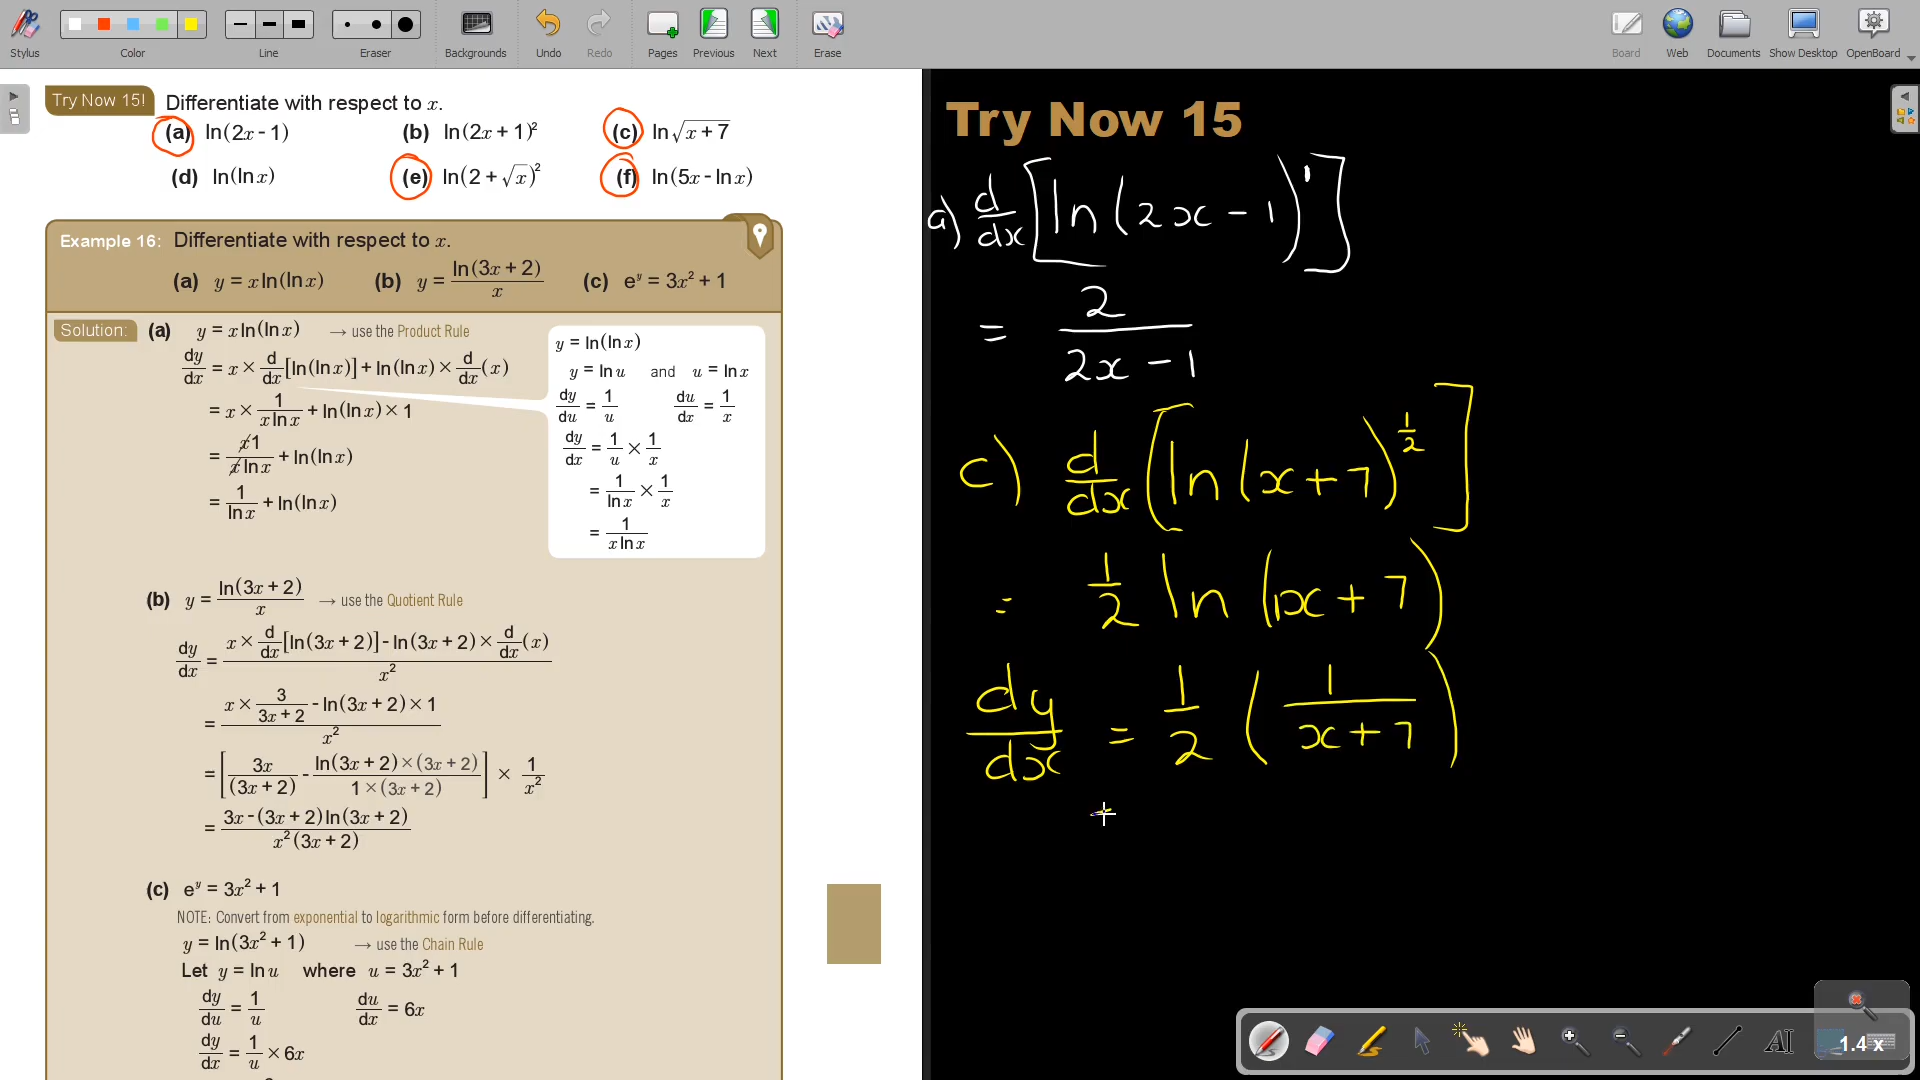 Stylus Color Line Eraser Backgrounds Undo Redo Pages Previous Next Erase Board Web Documents Show Desktop OpenBoard
Try Now 15! Differentiate with respect to x.
(a) ln(2x - 1) (b) ln(2x + 1)² (c) ln√(x + 7)
(d) ln(ln x) (e) ln(2 + √x)² (f) ln(5x - ln x)
Example 16: Differentiate with respect to x.
(a) y = x ln(ln x) (b) y = ln(3x + 2)/x (c) eʸ = 3x² + 1
Solution: (a) y = x ln(ln x) → use the Product Rule
dy/dx = x × d/dx[ln(ln x)] + ln(ln x) × d/dx(x)
= x × 1/(x ln x) + ln(ln x) × 1
= x1/(x ln x) + ln(ln x)
= 1/ln x + ln(ln x)
y = ln(ln x)
y = ln u and u = ln x
dy/du = 1/u du/dx = 1/x
dy/dx = 1/u × 1/x
= 1/ln x × 1/x
= 1/(x ln x)
(b) y = ln(3x + 2)/x → use the Quotient Rule
dy/dx = (x × d/dx[ln(3x + 2)] - ln(3x + 2) × d/dx(x))/x²
= (x × 3/(3x + 2) - ln(3x + 2) × 1)/x²
= [3x/(3x + 2) - (ln(3x + 2) × (3x + 2))/(1 × (3x + 2))] × 1/x²
= (3x - (3x + 2)ln(3x + 2))/(x²(3x + 2))
(c) eʸ = 3x² + 1
NOTE: Convert from exponential to logarithmic form before differentiating.
y = ln(3x² + 1) → use the Chain Rule
Let y = ln u where u = 3x² + 1
dy/du = 1/u du/dx = 6x
dy/dx = 1/u × 6x
Try Now 15
a) d/dx [ln (2x - 1)¹]
= 2/(2x - 1)
c) d/dx [ln (x + 7)^(1/2)]
= 1/2 ln (1x + 7)
dy/dx = 1/2 (1/(x + 7))
1.4 x